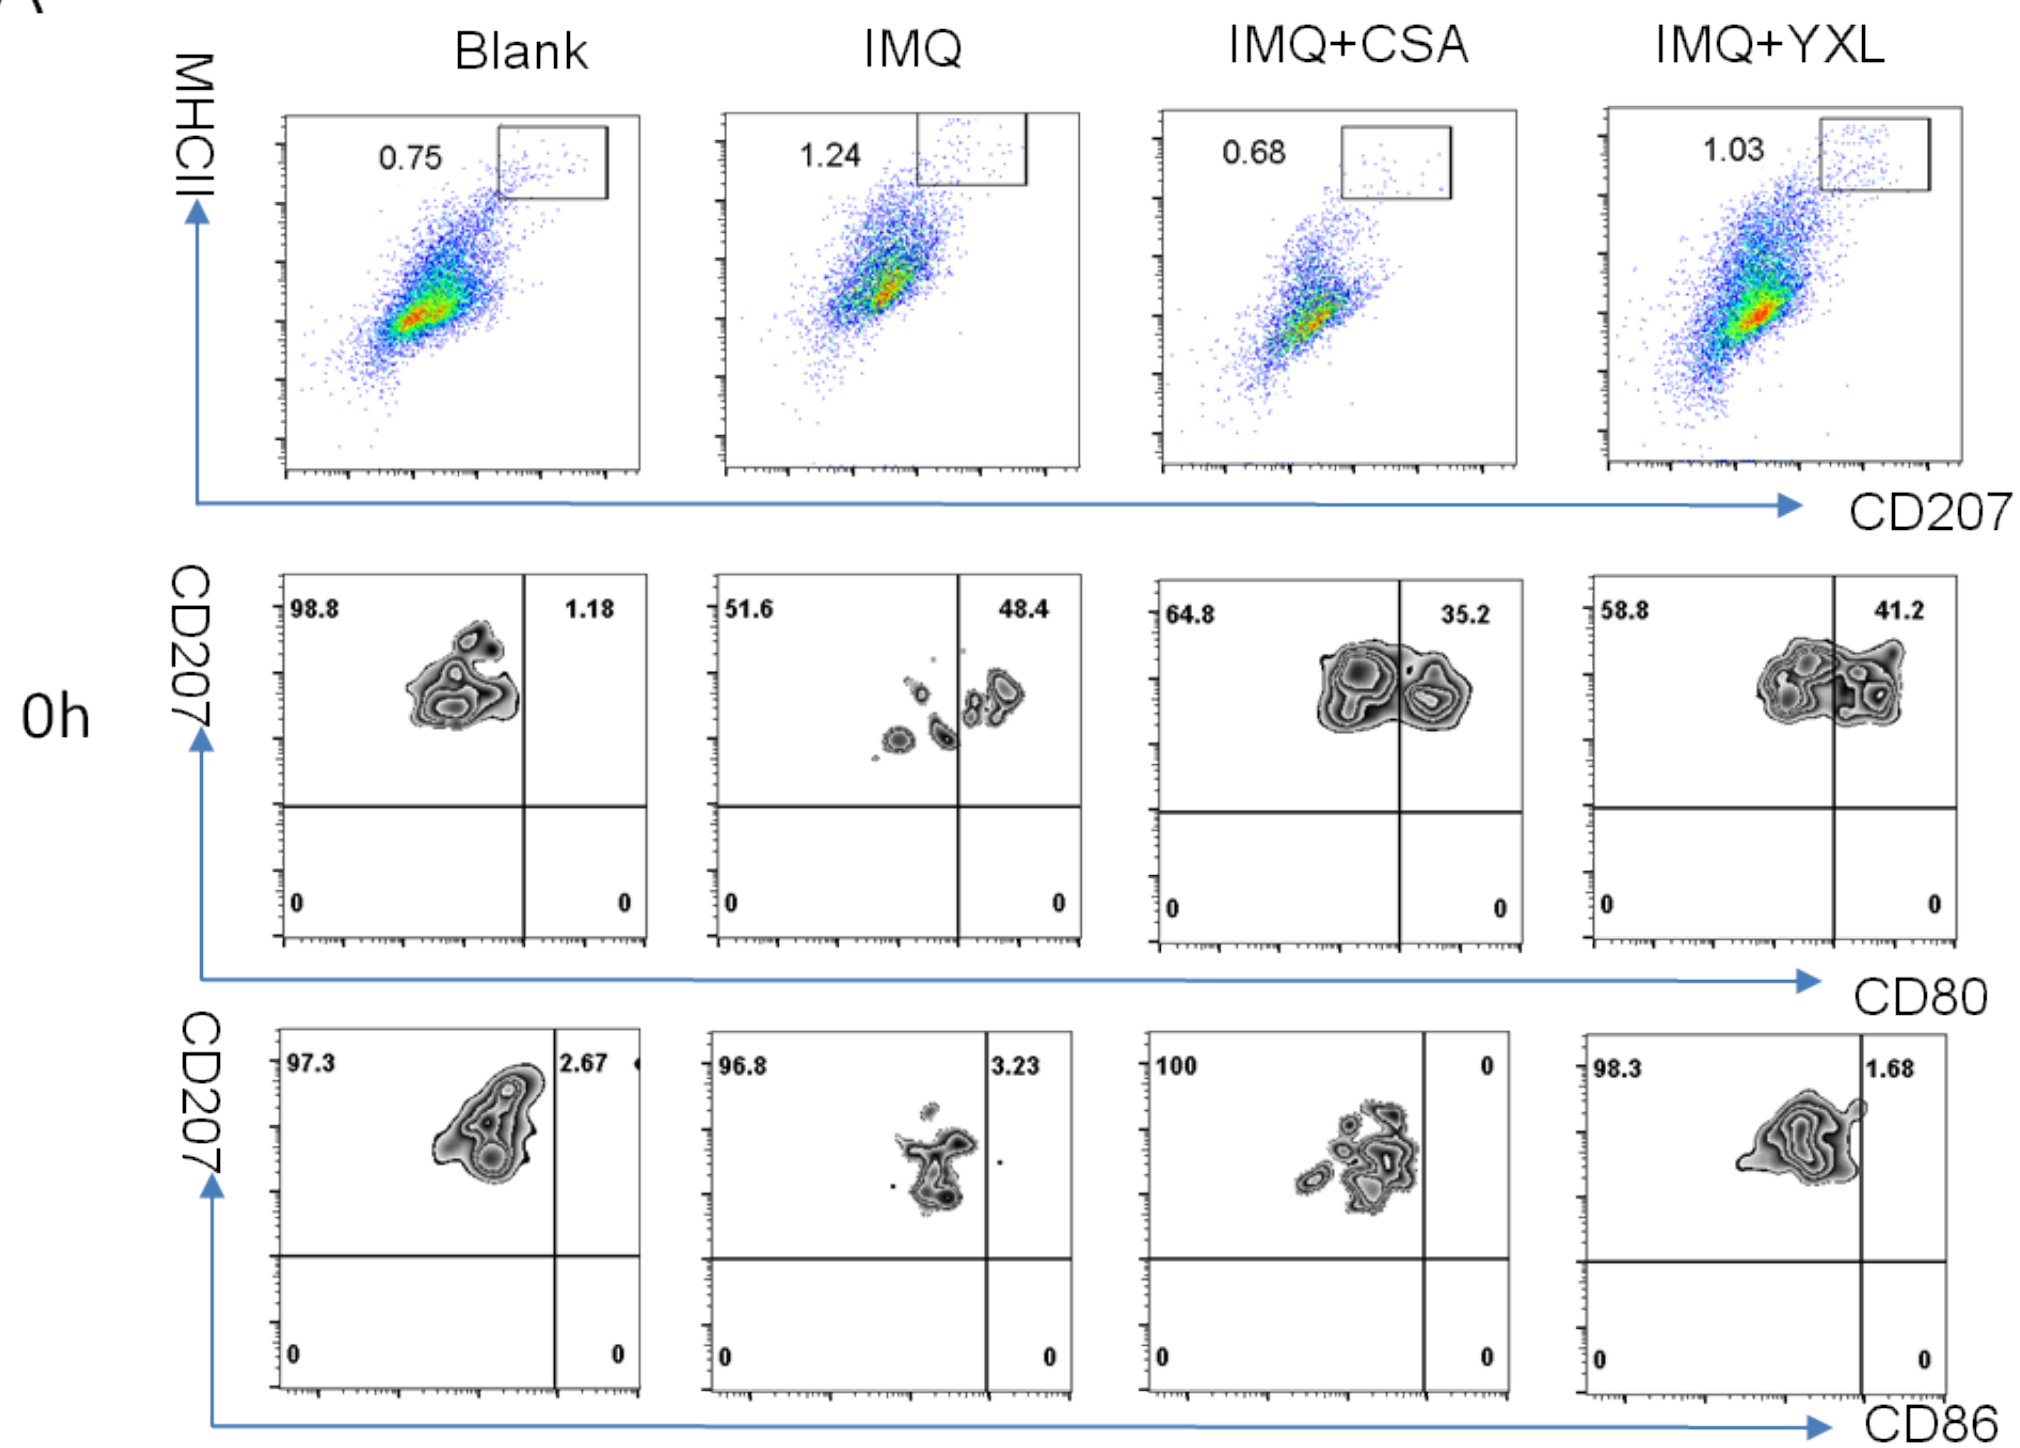 A
Blank IMQ IMQ+CSA IMQ+YXL
MHCII
0.75 1.24 0.68 1.03
CD207
0h
CD207
98.8 1.18 51.6 48.4 64.8 35.2 58.8 41.2
0 0 0 0 0 0 0 0
CD80
CD207
97.3 2.67 96.8 3.23 100 0 98.3 1.68
0 0 0 0 0 0 0 0
CD86